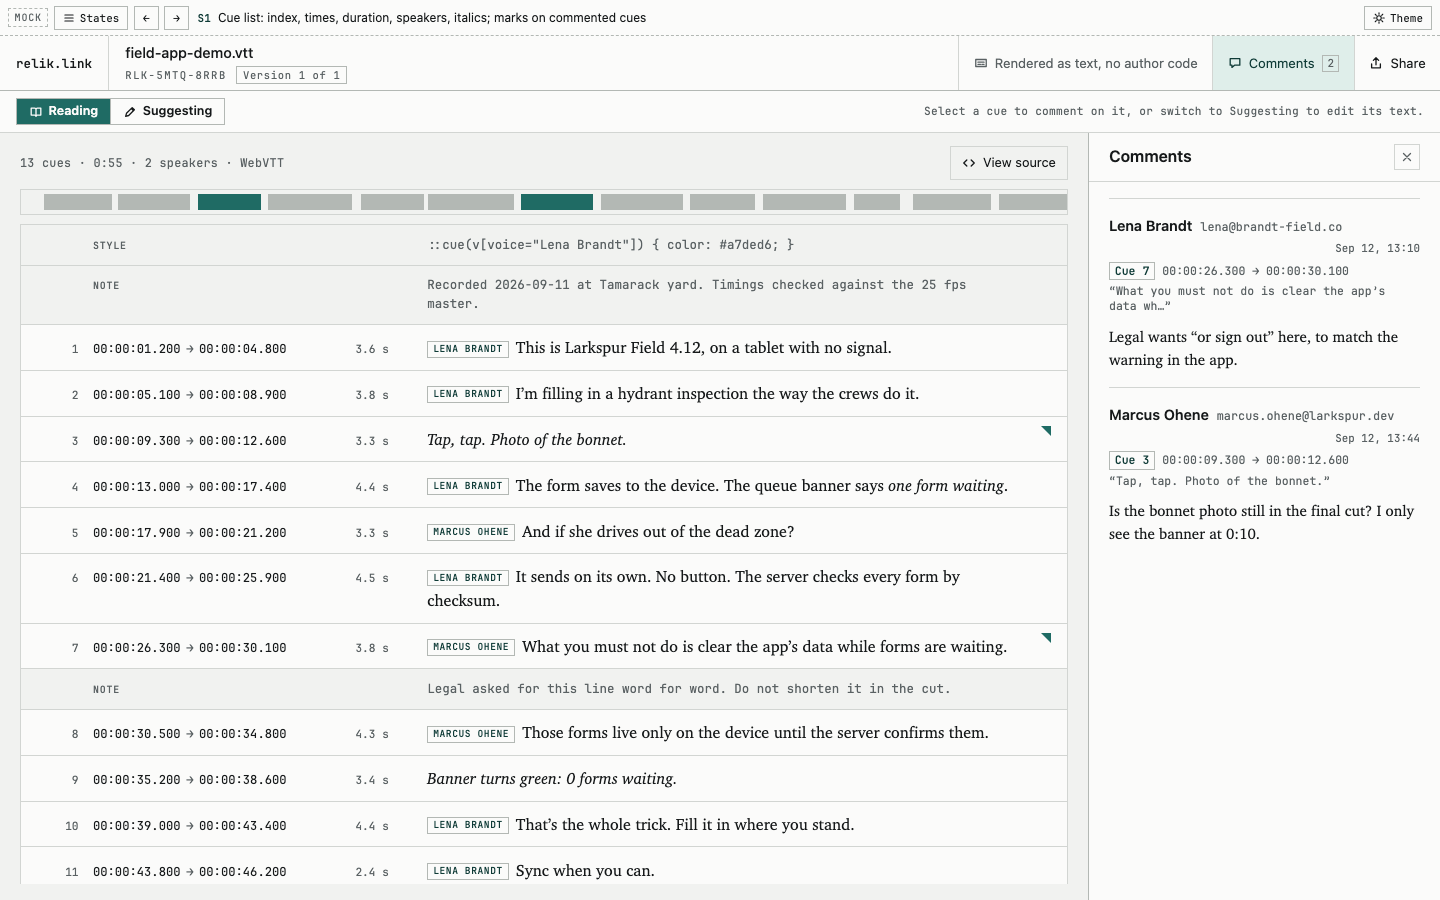 MOCK States ← → S1 Cue list: index, times, duration, speakers, italics; marks on commented cues Theme
relik.link
field-app-demo.vtt
RLK-5MTQ-8RRB Version 1 of 1
Rendered as text, no author code
Comments 2
Share
Reading Suggesting
Select a cue to comment on it, or switch to Suggesting to edit its text.
13 cues · 0:55 · 2 speakers · WebVTT
View source
STYLE ::cue(v[voice="Lena Brandt"]) { color: #a7ded6; }
NOTE Recorded 2026-09-11 at Tamarack yard. Timings checked against the 25 fps
master.
1 00:00:01.200 → 00:00:04.800 3.6 s LENA BRANDT This is Larkspur Field 4.12, on a tablet with no signal.
2 00:00:05.100 → 00:00:08.900 3.8 s LENA BRANDT I’m filling in a hydrant inspection the way the crews do it.
3 00:00:09.300 → 00:00:12.600 3.3 s Tap, tap. Photo of the bonnet.
4 00:00:13.000 → 00:00:17.400 4.4 s LENA BRANDT The form saves to the device. The queue banner says one form waiting.
5 00:00:17.900 → 00:00:21.200 3.3 s MARCUS OHENE And if she drives out of the dead zone?
6 00:00:21.400 → 00:00:25.900 4.5 s LENA BRANDT It sends on its own. No button. The server checks every form by
checksum.
7 00:00:26.300 → 00:00:30.100 3.8 s MARCUS OHENE What you must not do is clear the app’s data while forms are waiting.
NOTE Legal asked for this line word for word. Do not shorten it in the cut.
8 00:00:30.500 → 00:00:34.800 4.3 s MARCUS OHENE Those forms live only on the device until the server confirms them.
9 00:00:35.200 → 00:00:38.600 3.4 s Banner turns green: 0 forms waiting.
10 00:00:39.000 → 00:00:43.400 4.4 s LENA BRANDT That’s the whole trick. Fill it in where you stand.
11 00:00:43.800 → 00:00:46.200 2.4 s LENA BRANDT Sync when you can.
Comments
Lena Brandt lena@brandt-field.co
Sep 12, 13:10
Cue 7 00:00:26.300 → 00:00:30.100
“What you must not do is clear the app’s
data wh…”
Legal wants “or sign out” here, to match the
warning in the app.
Marcus Ohene marcus.ohene@larkspur.dev
Sep 12, 13:44
Cue 3 00:00:09.300 → 00:00:12.600
“Tap, tap. Photo of the bonnet.”
Is the bonnet photo still in the final cut? I only
see the banner at 0:10.